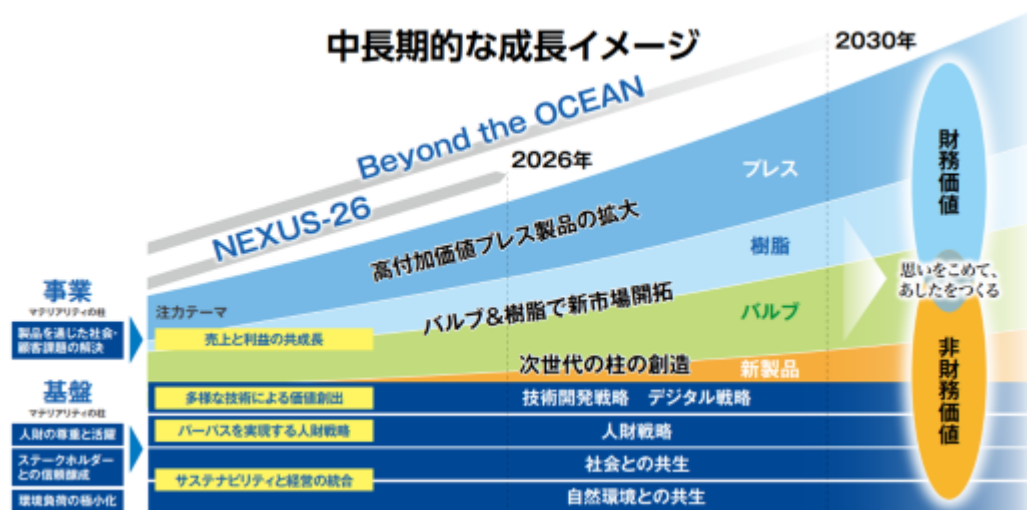 中長期的な成長イメージ
2030年
Beyond the OCEAN
2026年
NEXUS-26
プレス
高付加価値プレス製品の拡大
樹脂
バルブ&樹脂で新市場開拓
バルブ
次世代の柱の創造
新製品
財務価値
思いをこめて、
あしたをつくる
非財務価値
事業
マテリアリティの柱
製品を通じた社会・
顧客課題の解決
注力テーマ
売上と利益の共成長
基盤
マテリアリティの柱
人財の尊重と活躍
ステークホルダー
との信頼醸成
環境負荷の極小化
多様な技術による価値創出
技術開発戦略 デジタル戦略
パーパスを実現する人財戦略
人財戦略
サステナビリティと経営の統合
社会との共生
自然環境との共生